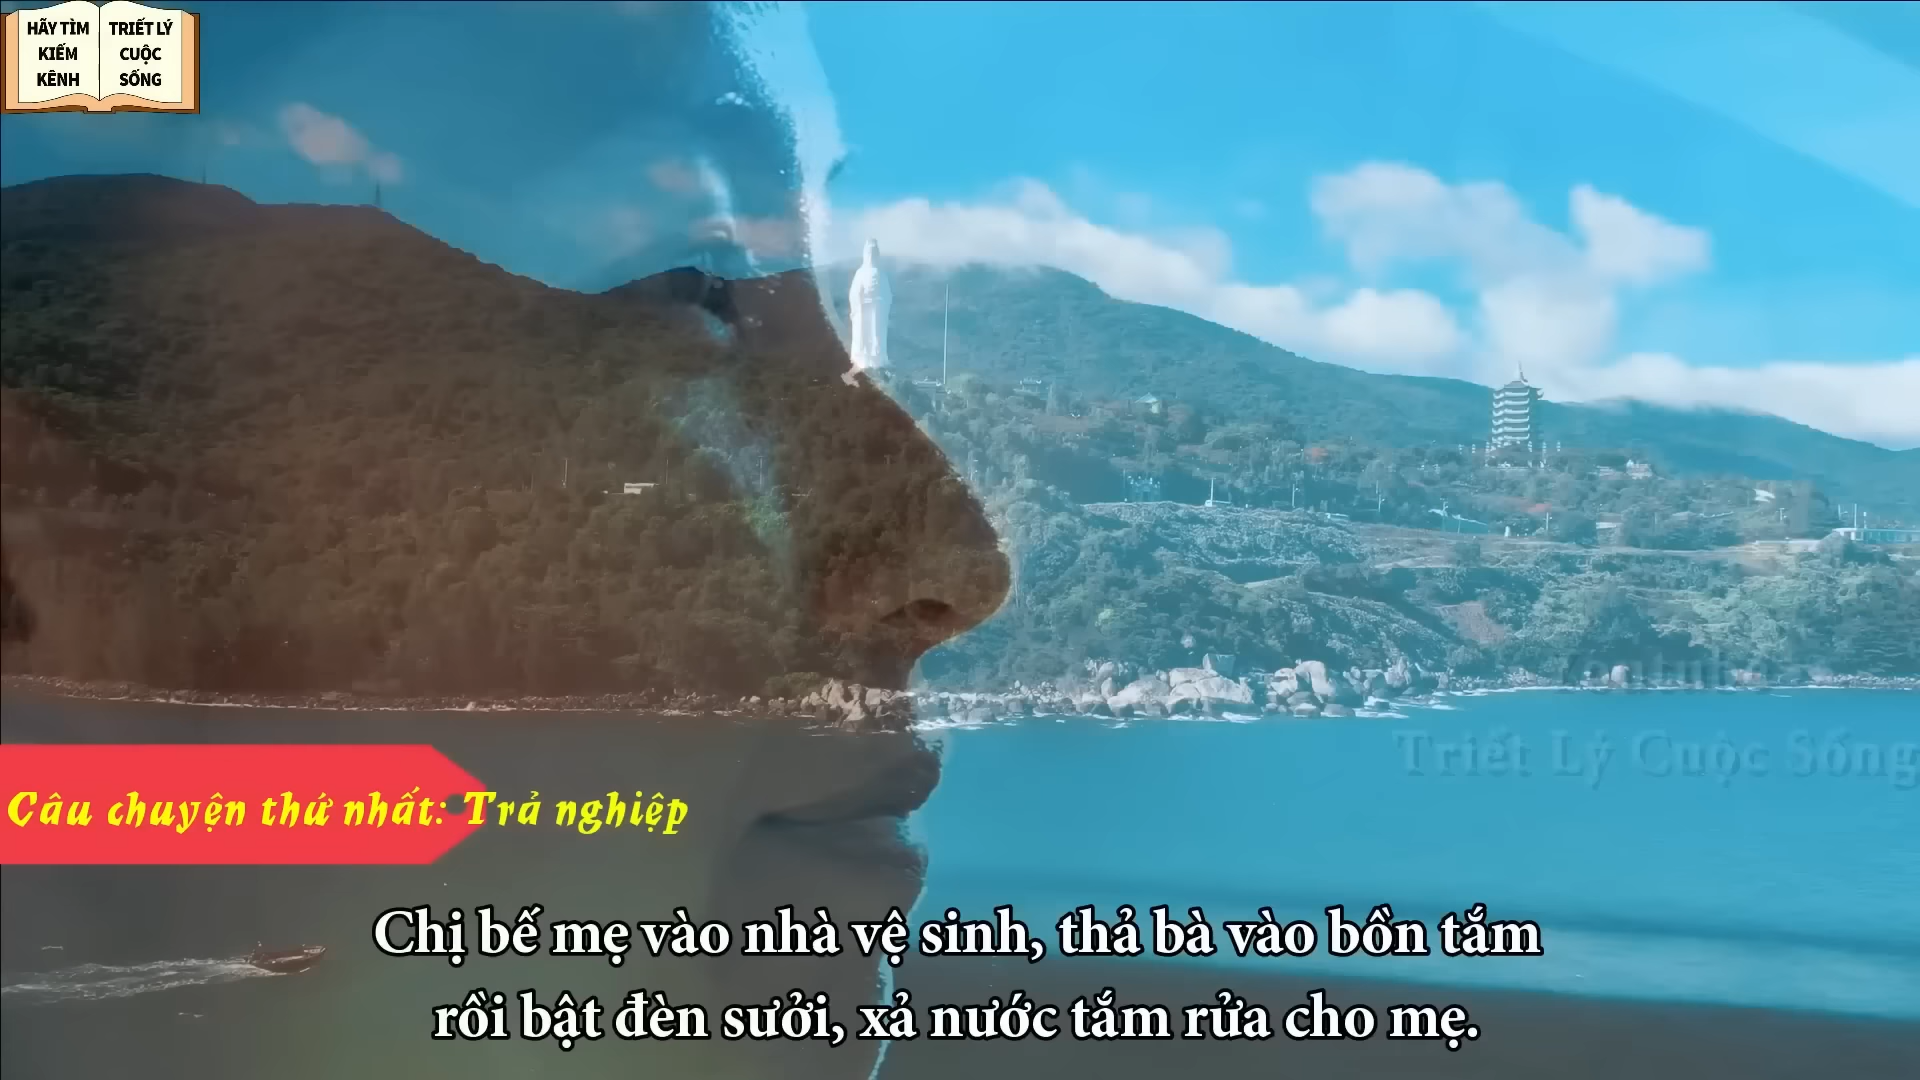 HÃY TÌM
KIẾM
KÊNH
TRIẾT LÝ
CUỘC
SỐNG
Youtube
Triết Lý Cuộc Sống
Câu chuyện thứ nhất: Trả nghiệp
Chị bế mẹ vào nhà vệ sinh, thả bà vào bồn tắm
rồi bật đèn sưởi, xả nước tắm rửa cho mẹ.